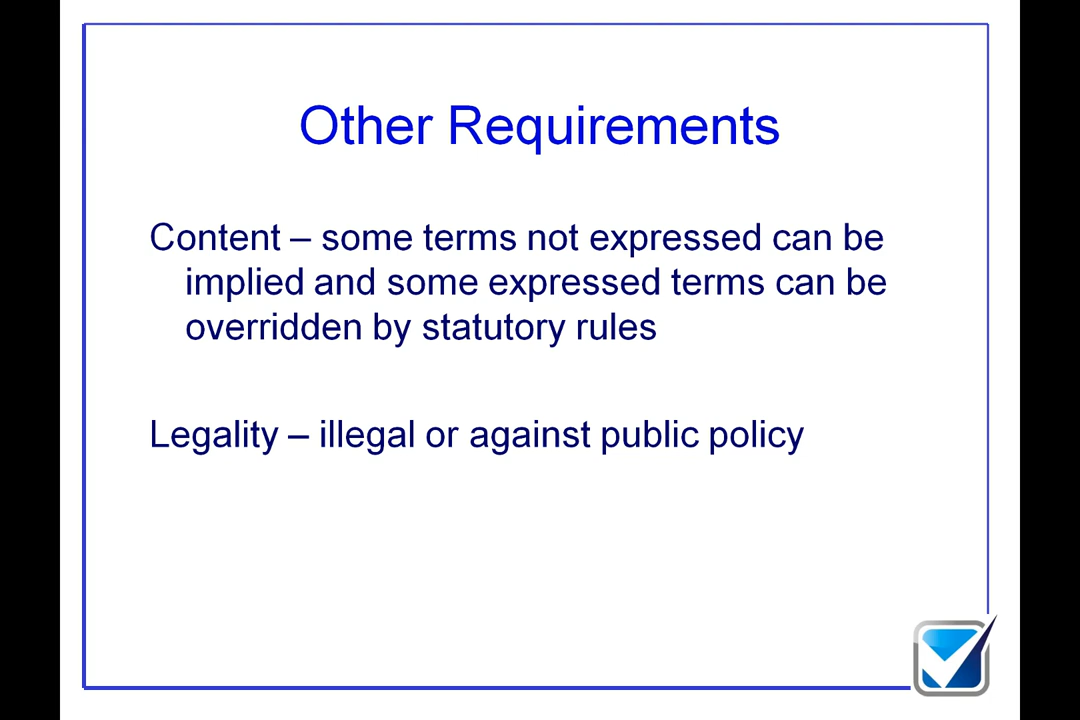 Other Requirements
Content – some terms not expressed can be
implied and some expressed terms can be
overridden by statutory rules
Legality – illegal or against public policy